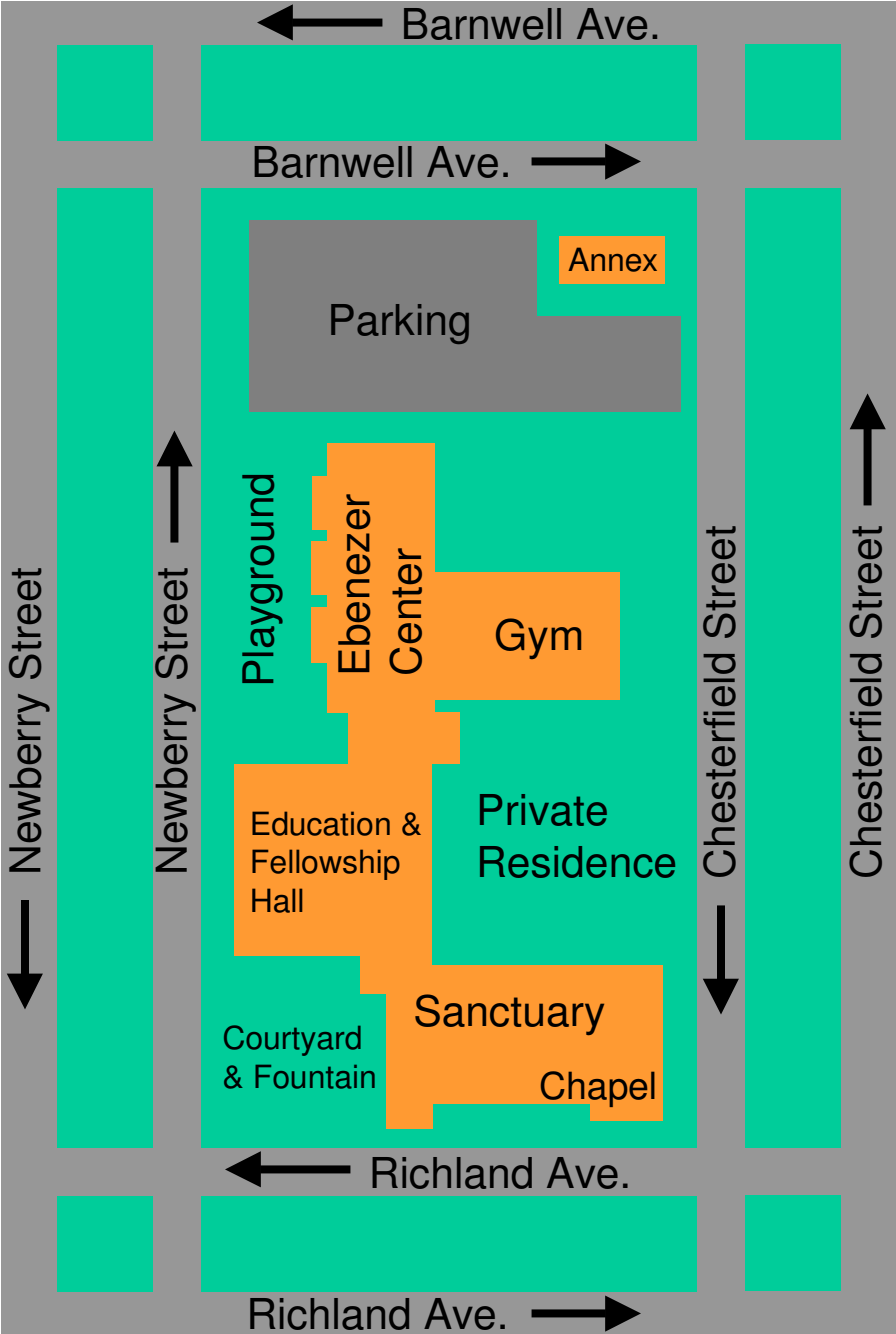 Barnwell Ave.
Barnwell Ave.
Annex
Parking
Playground
Ebenezer
Center
Gym
Newberry Street
Newberry Street
Chesterfield Street
Chesterfield Street
Education &
Fellowship
Hall
Private
Residence
Sanctuary
Courtyard
& Fountain
Chapel
Richland Ave.
Richland Ave.